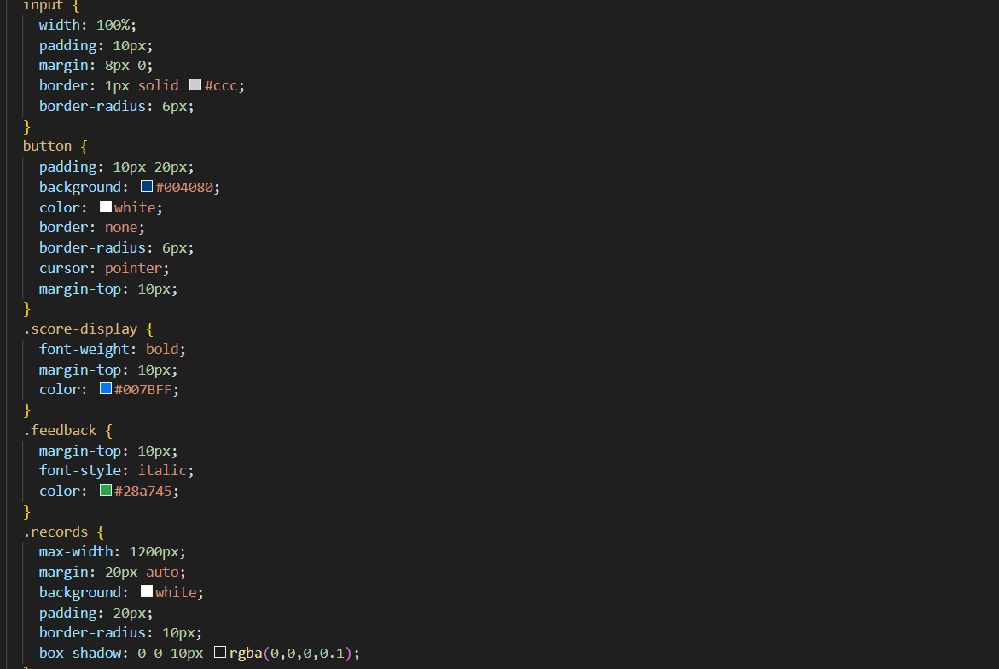 input {
  width: 100%;
  padding: 10px;
  margin: 8px 0;
  border: 1px solid #ccc;
  border-radius: 6px;
}
button {
  padding: 10px 20px;
  background: #004080;
  color: white;
  border: none;
  border-radius: 6px;
  cursor: pointer;
  margin-top: 10px;
}
.score-display {
  font-weight: bold;
  margin-top: 10px;
  color: #007BFF;
}
.feedback {
  margin-top: 10px;
  font-style: italic;
  color: #28a745;
}
.records {
  max-width: 1200px;
  margin: 20px auto;
  background: white;
  padding: 20px;
  border-radius: 10px;
  box-shadow: 0 0 10px rgba(0,0,0,0.1);
}